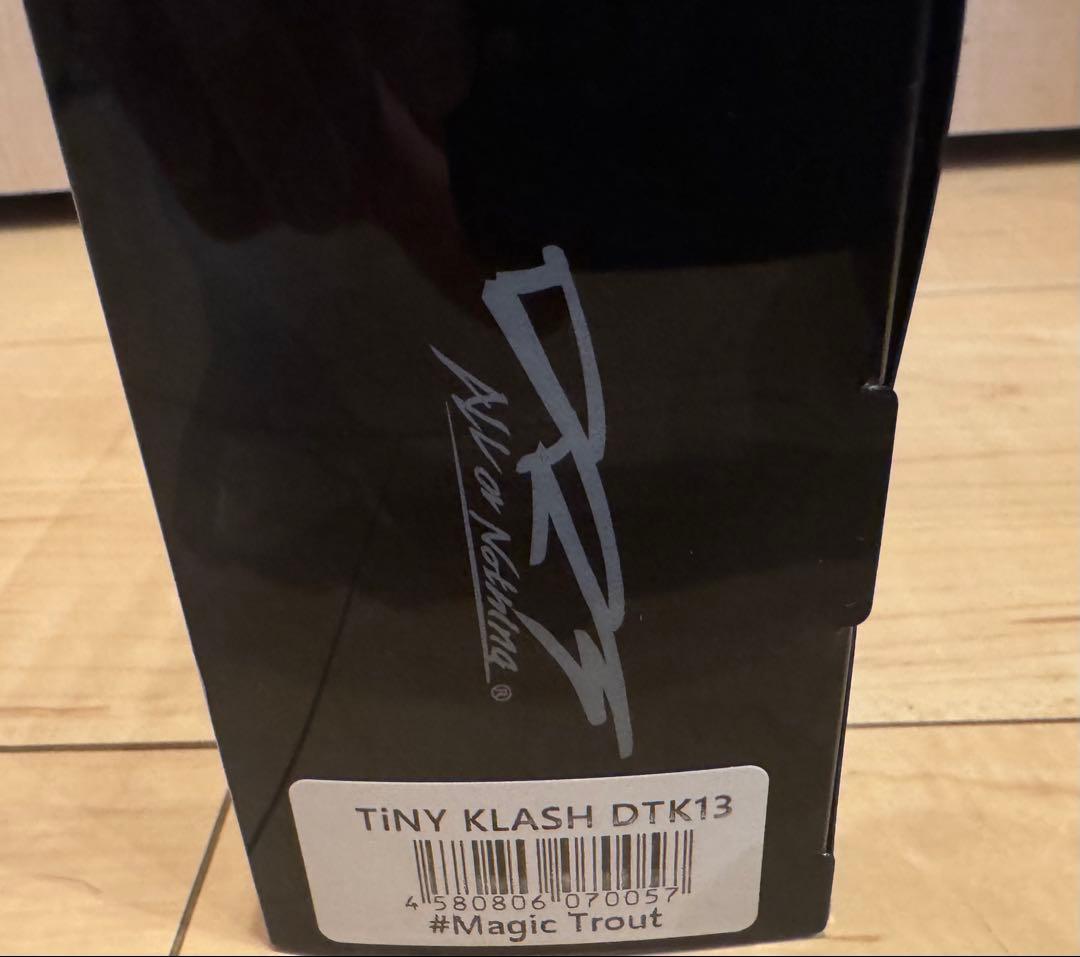 DRT
All or Nothing®
TiNY KLASH DTK13
4 580806 070057
#Magic Trout